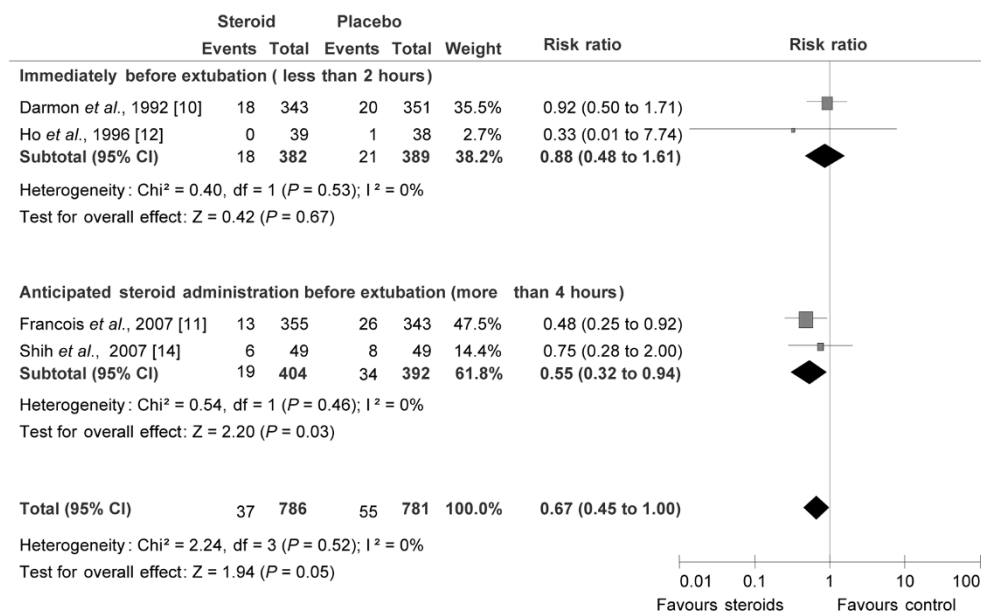 Steroid Placebo
Events Total Events Total Weight Risk ratio Risk ratio
Immediately before extubation ( less than 2 hours)
Darmon et al., 1992 [10] 18 343 20 351 35.5% 0.92 (0.50 to 1.71)
Ho et al., 1996 [12] 0 39 1 38 2.7% 0.33 (0.01 to 7.74)
Subtotal (95% CI) 18 382 21 389 38.2% 0.88 (0.48 to 1.61)
Heterogeneity: Chi² = 0.40, df = 1 (P = 0.53); I ² = 0%
Test for overall effect: Z = 0.42 (P = 0.67)
Anticipated steroid administration before extubation (more than 4 hours)
Francois et al., 2007 [11] 13 355 26 343 47.5% 0.48 (0.25 to 0.92)
Shih et al., 2007 [14] 6 49 8 49 14.4% 0.75 (0.28 to 2.00)
Subtotal (95% CI) 19 404 34 392 61.8% 0.55 (0.32 to 0.94)
Heterogeneity: Chi² = 0.54, df = 1 (P = 0.46); I ² = 0%
Test for overall effect: Z = 2.20 (P = 0.03)
Total (95% CI) 37 786 55 781 100.0% 0.67 (0.45 to 1.00)
Heterogeneity: Chi² = 2.24, df = 3 (P = 0.52); I ² = 0%
Test for overall effect: Z = 1.94 (P = 0.05)
0.01 0.1 1 10 100
Favours steroids Favours control